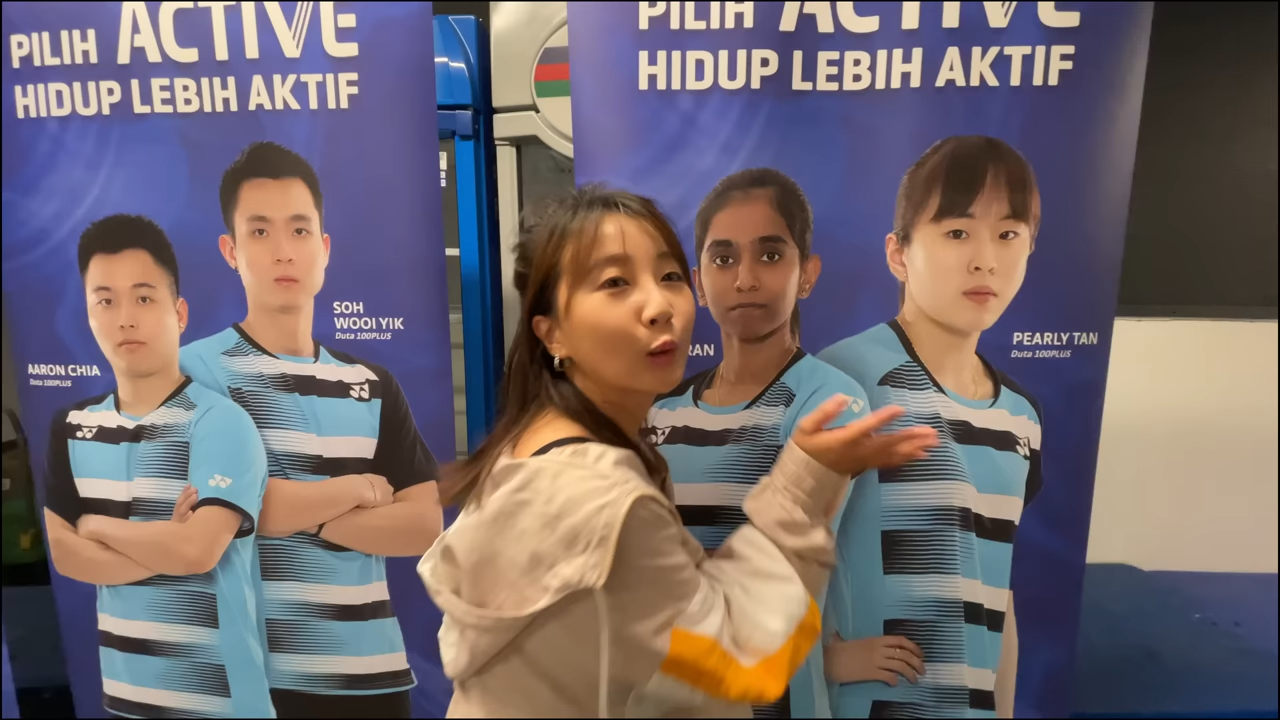 PILIH ACTIVE
HIDUP LEBIH AKTIF
AARON CHIA
Duta 100PLUS
SOH
WOOI YIK
Duta 100PLUS
PILIH ACTIVE
HIDUP LEBIH AKTIF
RAN
PEARLY TAN
Duta 100PLUS